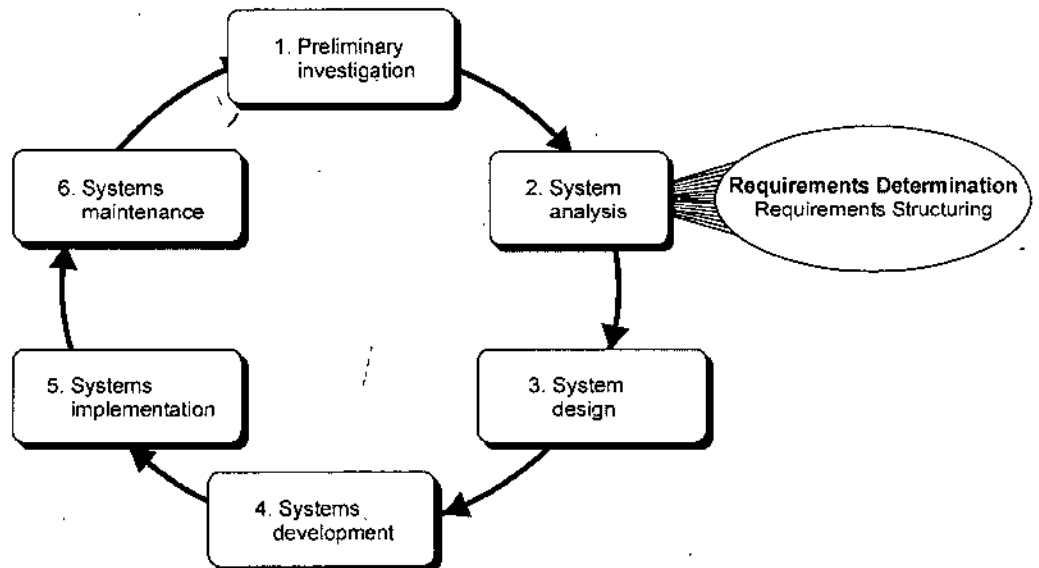 1. Preliminary
investigation
2. System
analysis
Requirements Determination
Requirements Structuring
3. System
design
4. Systems
development
5. Systems
implementation
6. Systems
maintenance